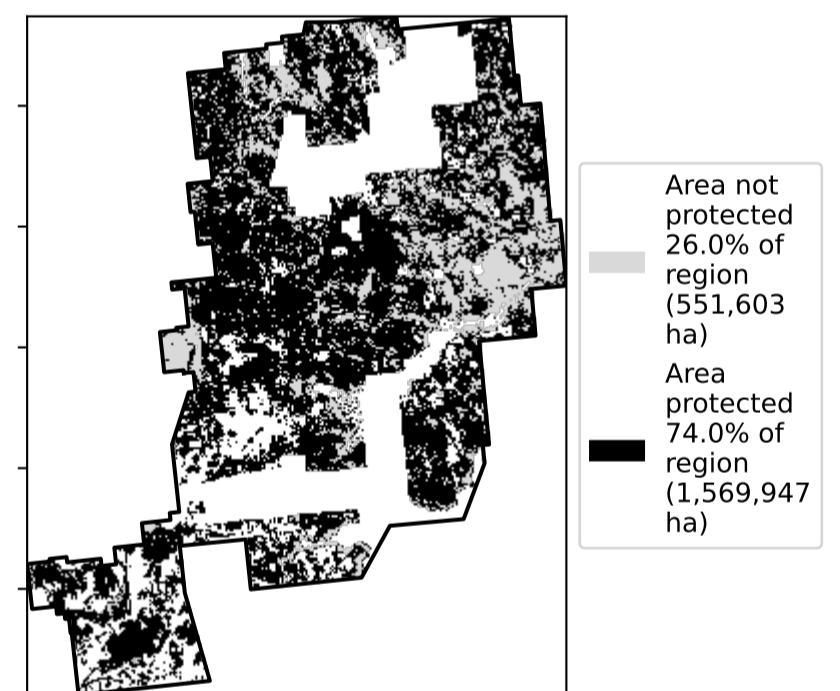 Area not
protected
26.0% of
region
(551,603
ha)
Area
protected
74.0% of
region
(1,569,947
ha)